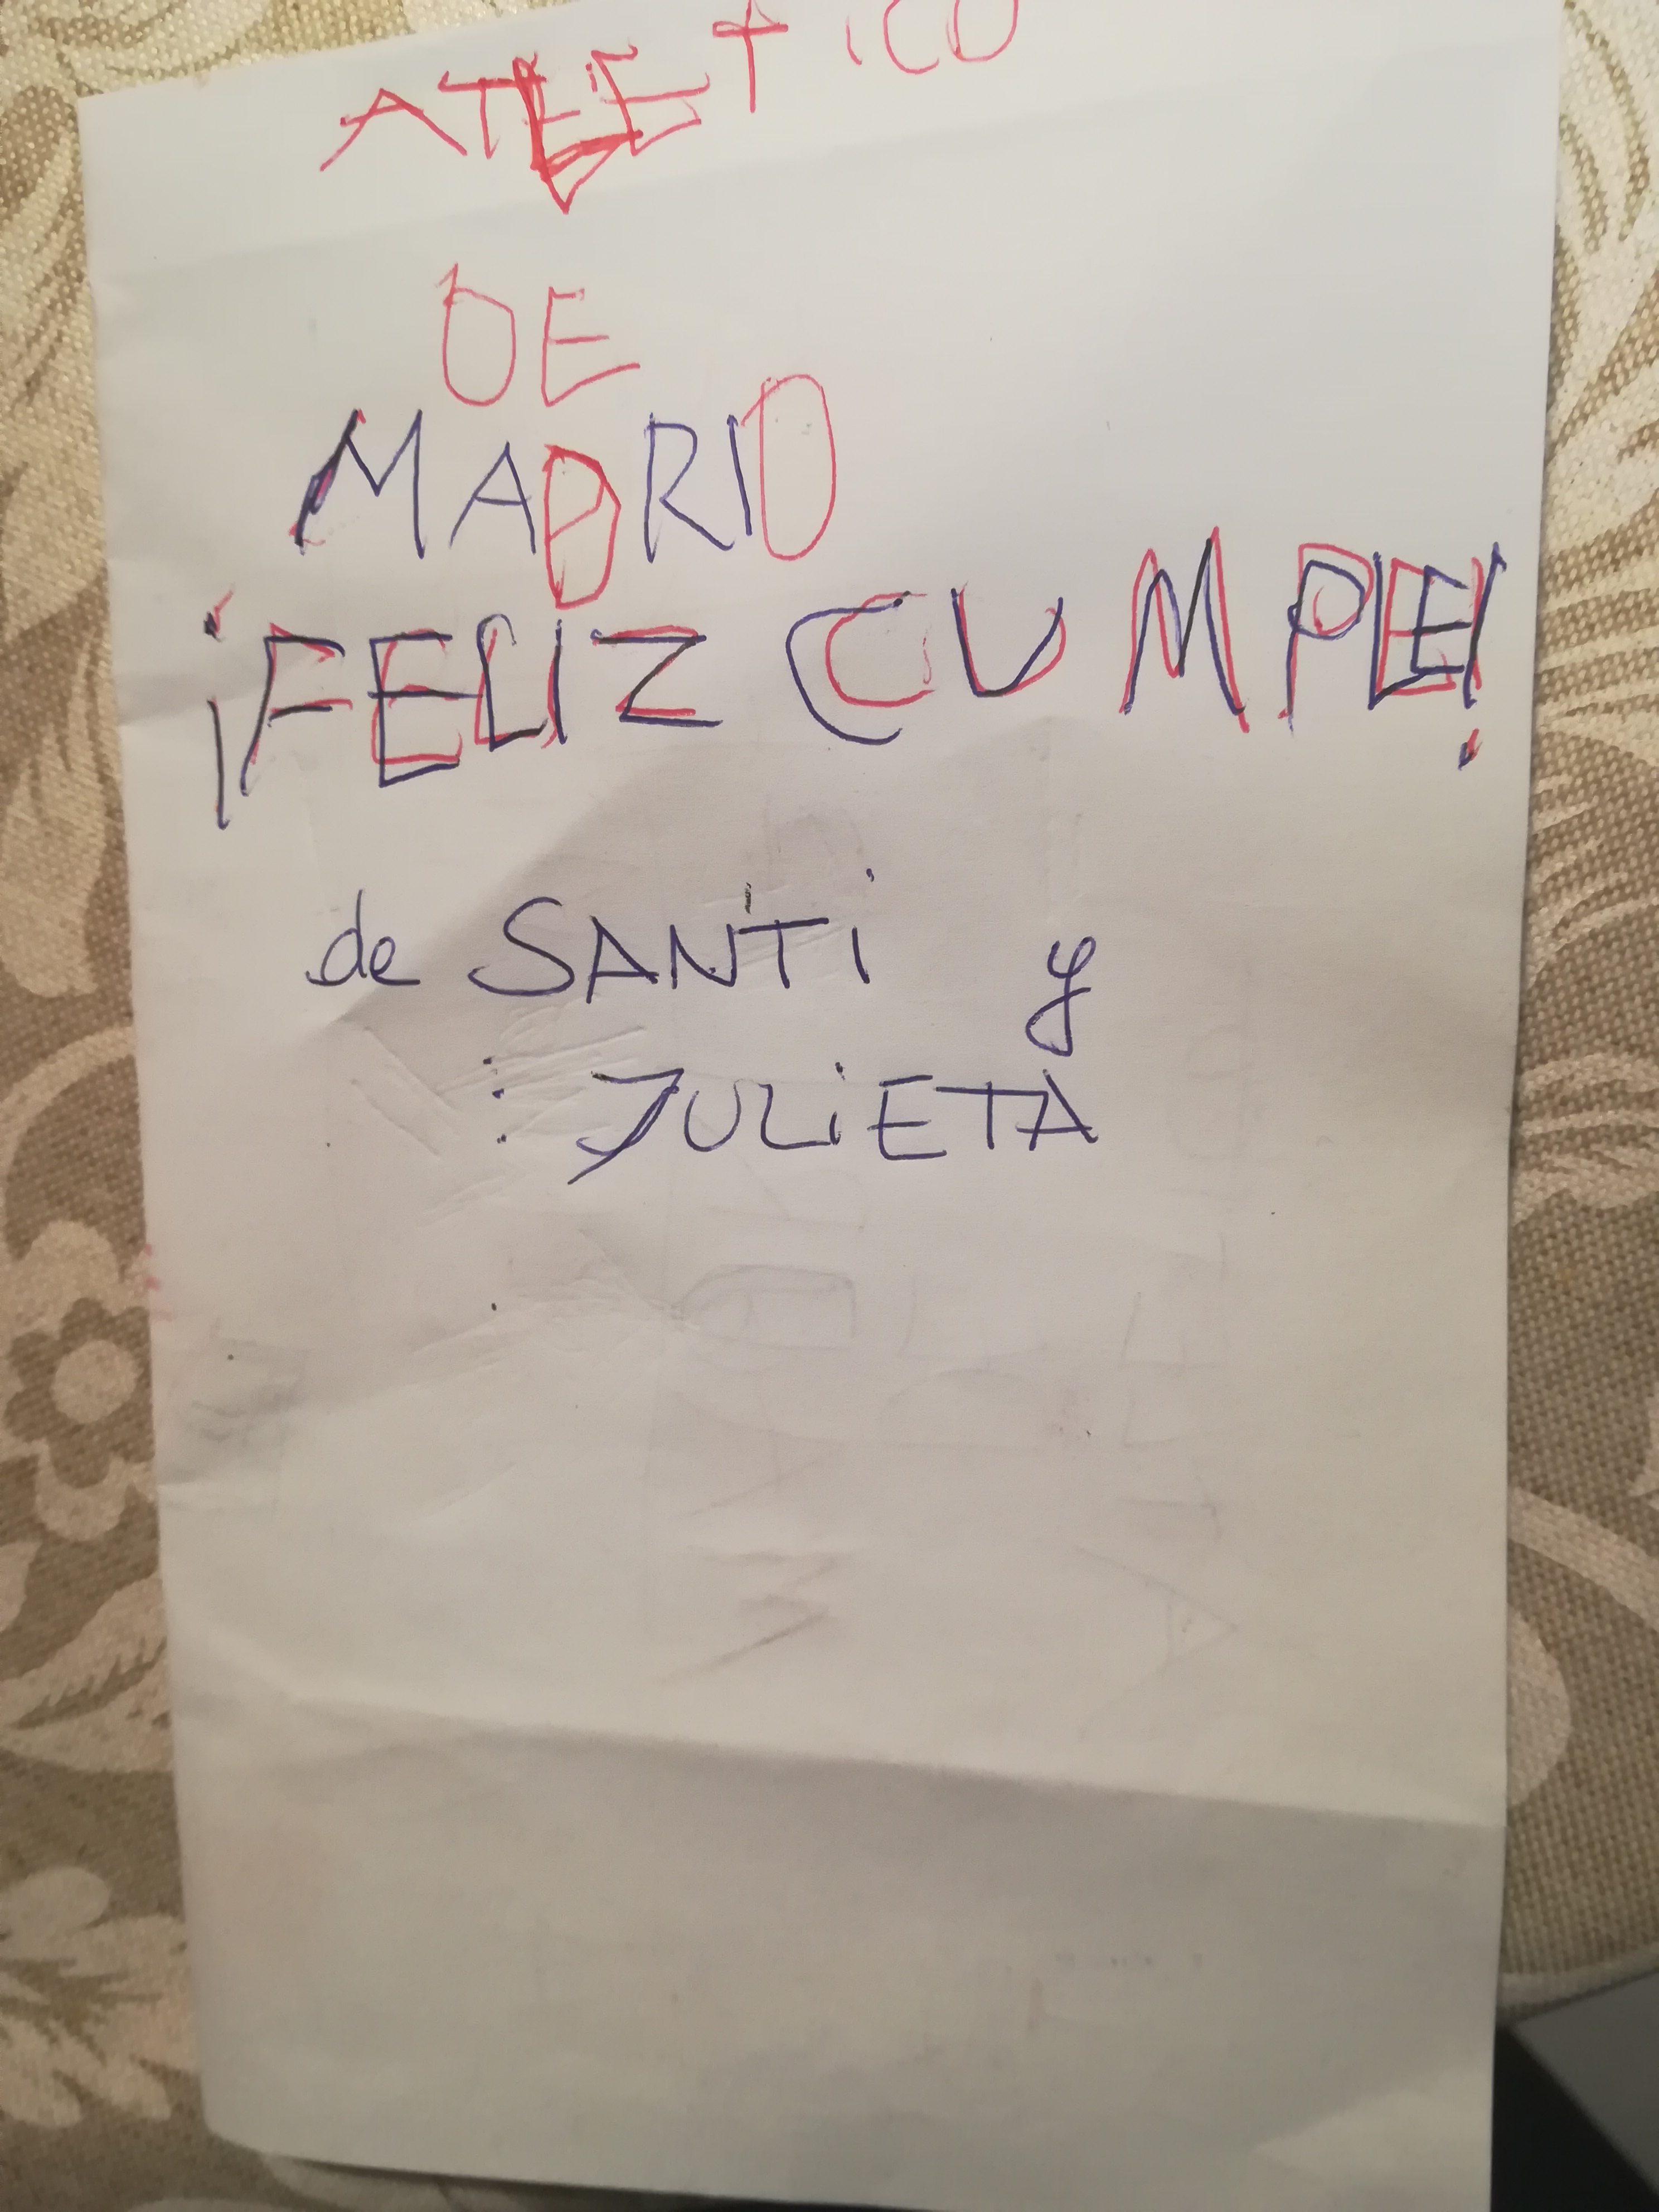 ATLETICO
DE
MADRID
¡FELIZ CUMPLE!
de SANTi y
JULiETA